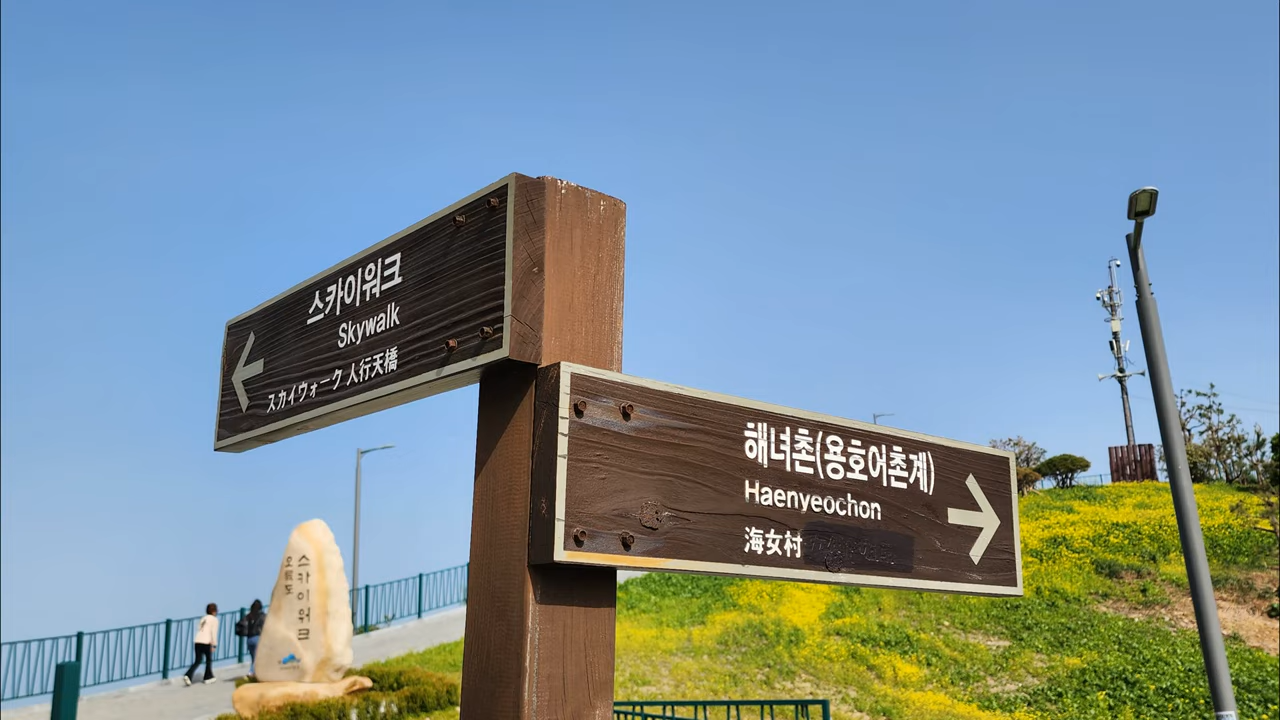 스카이워크
Skywalk
スカイウォーク 人行天橋
해녀촌(용호어촌계)
Haenyeochon
海女村
스카이워크
오륙도